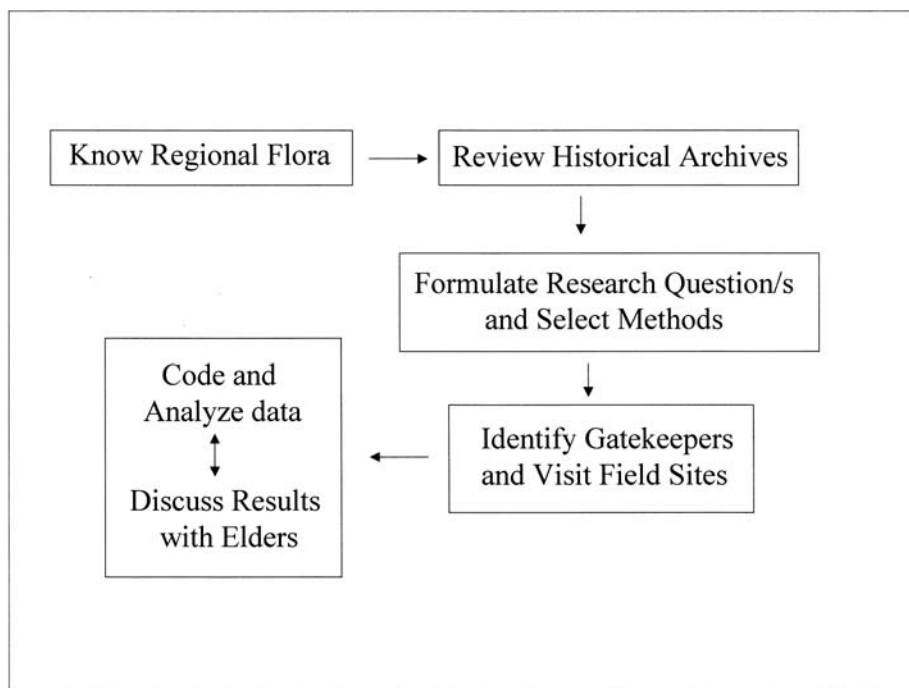 Know Regional Flora
Review Historical Archives
Formulate Research Question/s
and Select Methods
Identify Gatekeepers
and Visit Field Sites
Code and
Analyze data
Discuss Results
with Elders